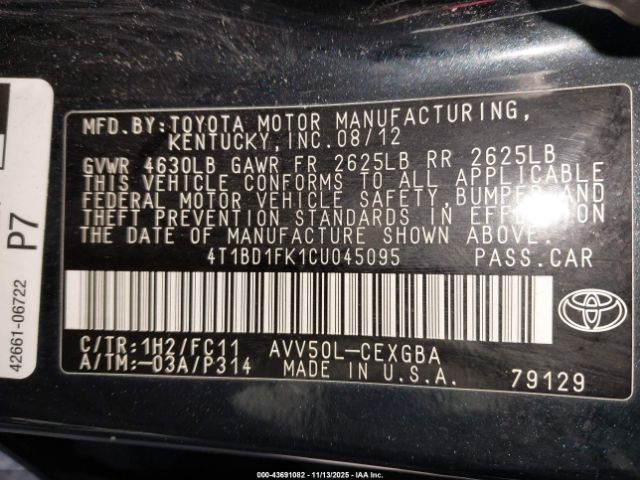 MFD.BY:TOYOTA MOTOR MANUFACTURING,
KENTUCKY, INC. 08/12
GVWR 4630LB GAWR FR 2625LB RR 2625LB
THIS VEHICLE CONFORMS TO ALL APPLICABLE
FEDERAL MOTOR VEHICLE SAFETY, BUMPER, AND
THEFT PREVENTION STANDARDS IN EFFECT ON
THE DATE OF MANUFACTURE SHOWN ABOVE.
4T1BD1FK1CU045095 PASS.CAR
C/TR:1H2/FC11 AVV50L-CEXGBA
A/TM:-03A/P314 MADE IN U.S.A. 79129
TOYOTA
P7
42661-06722
000-43691082 - 11/13/2025 - IAAI.COM